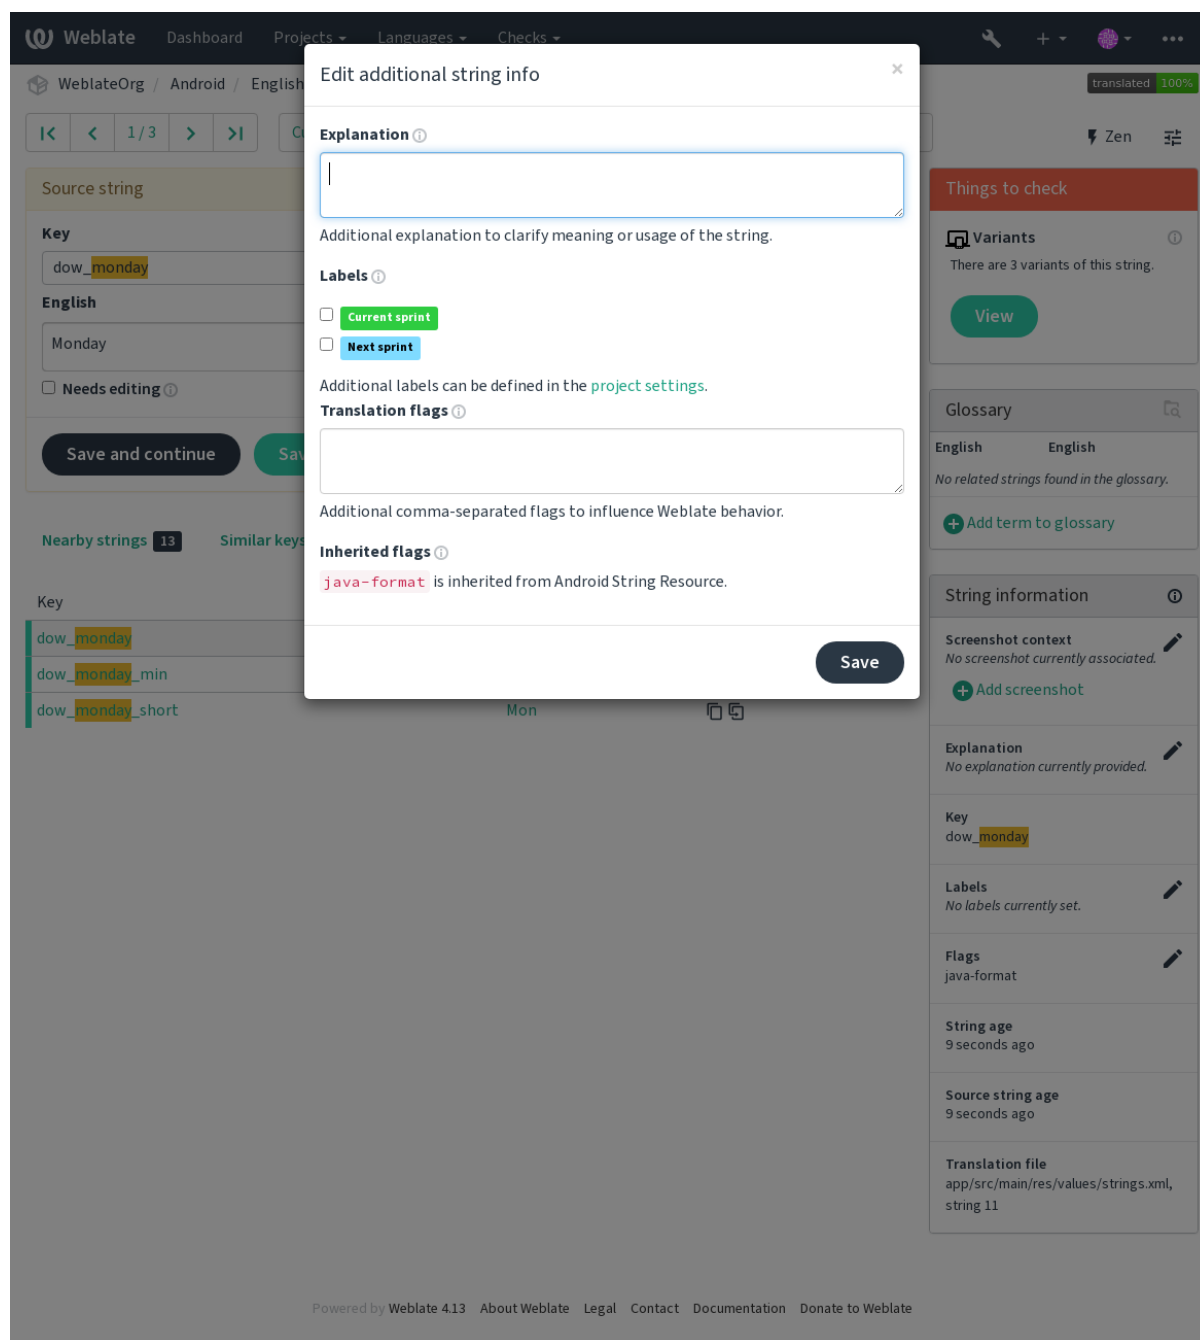 Weblate Dashboard Projects Languages Checks
WeblateOrg / Android / English
translated 100%
1 / 3
Zen
Edit additional string info
×
Explanation
Additional explanation to clarify meaning or usage of the string.
Labels
Current sprint
Next sprint
Additional labels can be defined in the project settings.
Translation flags
Additional comma-separated flags to influence Weblate behavior.
Inherited flags
java-format is inherited from Android String Resource.
Save
Source string
Key
dow_monday
English
Monday
Needs editing
Save and continue
Nearby strings 13 Similar keys
Key
dow_monday
dow_monday_min
dow_monday_short Mon
Things to check
Variants
There are 3 variants of this string.
View
Glossary
English English
No related strings found in the glossary.
Add term to glossary
String information
Screenshot context
No screenshot currently associated.
Add screenshot
Explanation
No explanation currently provided.
Key
dow_monday
Labels
No labels currently set.
Flags
java-format
String age
9 seconds ago
Source string age
9 seconds ago
Translation file
app/src/main/res/values/strings.xml,
string 11
Powered by Weblate 4.13 About Weblate Legal Contact Documentation Donate to Weblate